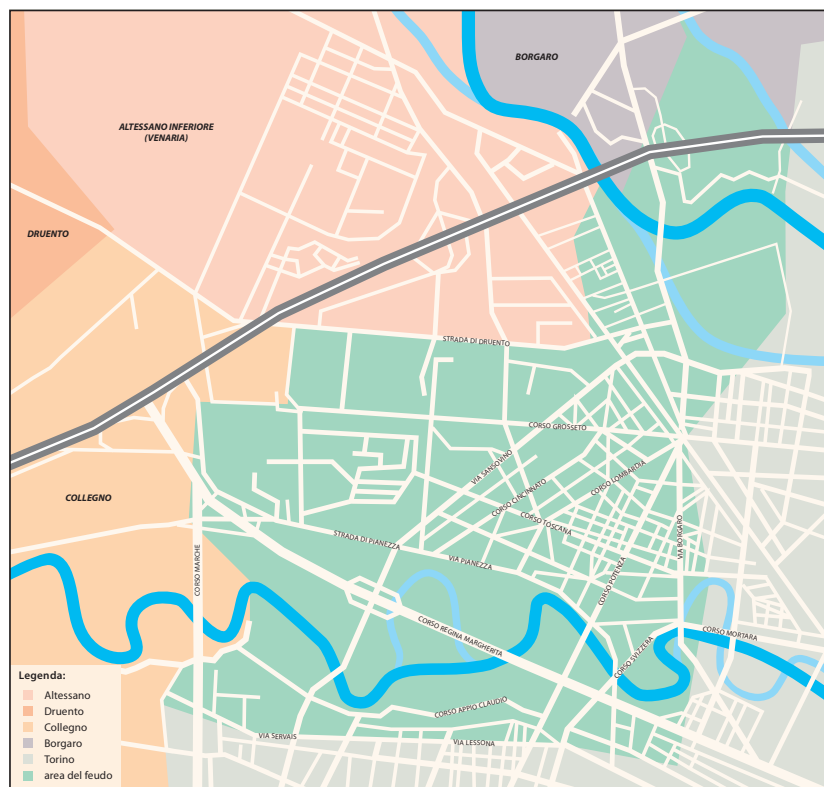 BORGARO
ALTESSANO INFERIORE
(VENARIA)
DRUENTO
STRADA DI DRUENTO
CORSO GROSSETO
VIA SANSOVINO
CORSO LOMBARDIA
CORSO CINCINNATO
COLLEGNO
CORSO TOSCANA
STRADA DI PIANEZZA
VIA BORGARO
VIA PIANEZZA
CORSO MARCHE
CORSO POTENZA
CORSO REGINA MARGHERITA
CORSO MORTARA
CORSO SVIZZERA
CORSO APPIO CLAUDIO
VIA SERVAIS
VIA LESSONA
Legenda:
Altessano
Druento
Collegno
Borgaro
Torino
area del feudo